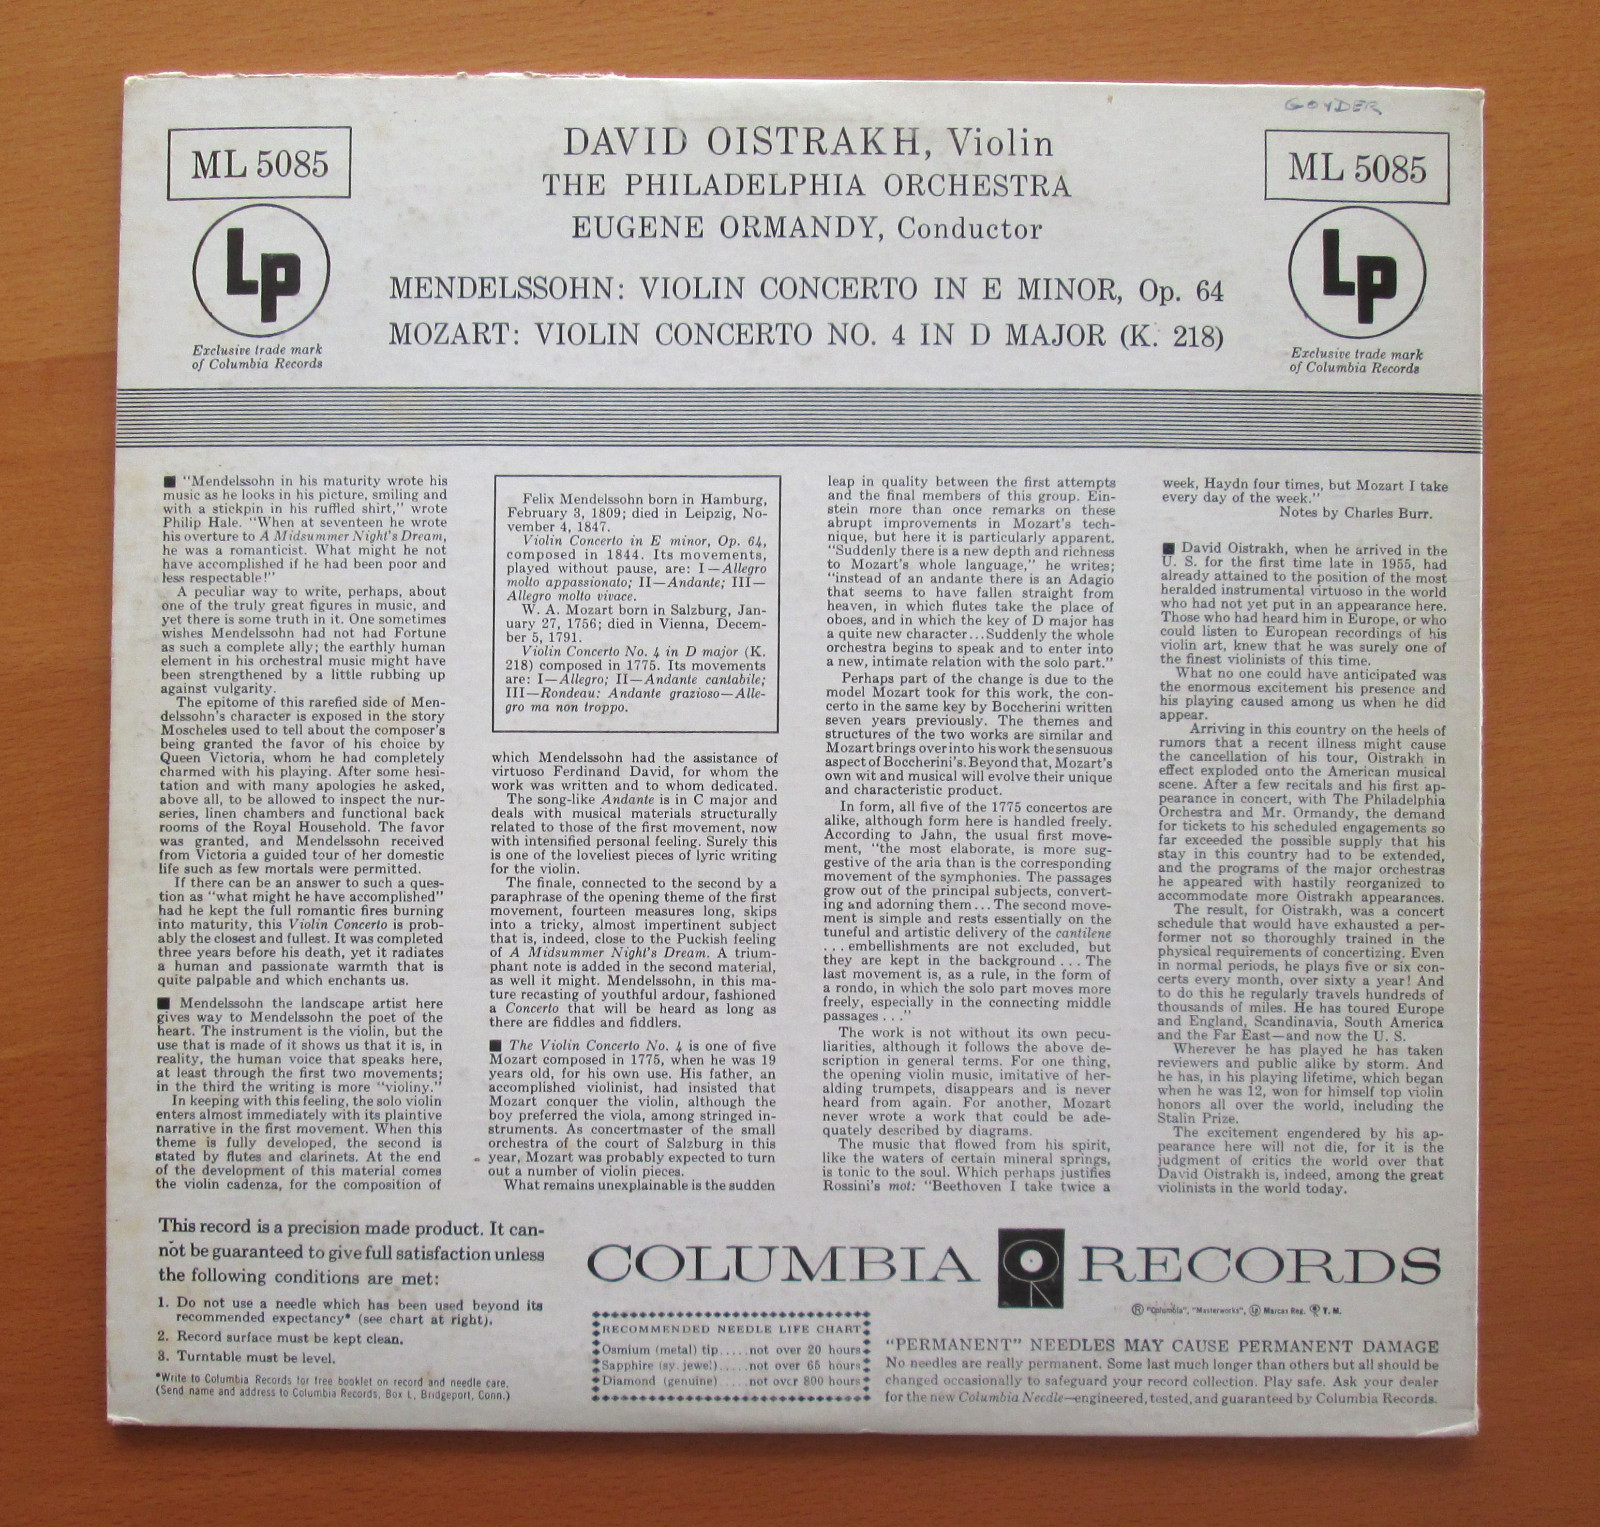 GOYDER
ML 5085
Lp
Exclusive trade mark
of Columbia Records
DAVID OISTRAKH, Violin
THE PHILADELPHIA ORCHESTRA
EUGENE ORMANDY, Conductor
MENDELSSOHN: VIOLIN CONCERTO IN E MINOR, Op. 64
MOZART: VIOLIN CONCERTO NO. 4 IN D MAJOR (K. 218)
ML 5085
Lp
Exclusive trade mark
of Columbia Records
■ "Mendelssohn in his maturity wrote his
music as he looks in his picture, smiling and
with a stickpin in his ruffled shirt," wrote
Philip Hale. "When at seventeen he wrote
his overture to A Midsummer Night's Dream,
he was a romanticist. What might he not
have accomplished if he had been poor and
less respectable!"
A peculiar way to write, perhaps, about
one of the truly great figures in music, and
yet there is some truth in it. One sometimes
wishes Mendelssohn had not had Fortune
as such a complete ally; the earthly human
element in his orchestral music might have
been strengthened by a little rubbing up
against vulgarity.
The epitome of this rarefied side of Men-
delssohn's character is exposed in the story
Moscheles used to tell about the composer's
being granted the favor of his choice by
Queen Victoria, whom he had completely
charmed with his playing. After some hesi-
tation and with many apologies he asked,
above all, to be allowed to inspect the nur-
series, linen chambers and functional back
rooms of the Royal Household. The favor
was granted, and Mendelssohn received
from Victoria a guided tour of her domestic
life such as few mortals were permitted.
If there can be an answer to such a ques-
tion as "what might he have accomplished"
had he kept the full romantic fires burning
into maturity, this Violin Concerto is prob-
ably the closest and fullest. It was completed
three years before his death, yet it radiates
a human and passionate warmth that is
quite palpable and which enchants us.
■ Mendelssohn the landscape artist here
gives way to Mendelssohn the poet of the
heart. The instrument is the violin, but the
use that is made of it shows us that it is, in
reality, the human voice that speaks here,
at least through the first two movements;
in the third the writing is more "violiny."
In keeping with this feeling, the solo violin
enters almost immediately with its plaintive
narrative in the first movement. When this
theme is fully developed, the second is
stated by flutes and clarinets. At the end
of the development of this material comes
the violin cadenza, for the composition of
Felix Mendelssohn born in Hamburg,
February 3, 1809; died in Leipzig, No-
vember 4, 1847.
Violin Concerto in E minor, Op. 64,
composed in 1844. Its movements,
played without pause, are: I—Allegro
molto appassionato; II—Andante; III—
Allegro molto vivace.
W. A. Mozart born in Salzburg, Jan-
uary 27, 1756; died in Vienna, Decem-
ber 5, 1791.
Violin Concerto No. 4 in D major (K.
218) composed in 1775. Its movements
are: I—Allegro; II—Andante cantabile;
III—Rondeau: Andante grazioso—Alle-
gro ma non troppo.
which Mendelssohn had the assistance of
virtuoso Ferdinand David, for whom the
work was written and to whom dedicated.
The song-like Andante is in C major and
deals with musical materials structurally
related to those of the first movement, now
with intensified personal feeling. Surely this
is one of the loveliest pieces of lyric writing
for the violin.
The finale, connected to the second by a
paraphrase of the opening theme of the first
movement, fourteen measures long, skips
into a tricky, almost impertinent subject
that is, indeed, close to the Puckish feeling
of A Midsummer Night's Dream. A trium-
phant note is added in the second material,
as well it might. Mendelssohn, in this ma-
ture recasting of youthful ardour, fashioned
a Concerto that will be heard as long as
there are fiddles and fiddlers.
■ The Violin Concerto No. 4 is one of five
Mozart composed in 1775, when he was 19
years old, for his own use. His father, an
accomplished violinist, had insisted that
Mozart conquer the violin, although the
boy preferred the viola, among stringed in-
struments. As concertmaster of the small
orchestra of the court of Salzburg in this
year, Mozart was probably expected to turn
out a number of violin pieces.
What remains unexplainable is the sudden
leap in quality between the first attempts
and the final members of this group. Ein-
stein more than once remarks on these
abrupt improvements in Mozart's tech-
nique, but here it is particularly apparent.
"Suddenly there is a new depth and richness
to Mozart's whole language," he writes;
"instead of an andante there is an Adagio
that seems to have fallen straight from
heaven, in which flutes take the place of
oboes, and in which the key of D major has
a quite new character...Suddenly the whole
orchestra begins to speak and to enter into
a new, intimate relation with the solo part."
Perhaps part of the change is due to the
model Mozart took for this work, the con-
certo in the same key by Boccherini written
seven years previously. The themes and
structures of the two works are similar and
Mozart brings over into his work the sensuous
aspect of Boccherini's. Beyond that, Mozart's
own wit and musical will evolve their unique
and characteristic product.
In form, all five of the 1775 concertos are
alike, although form here is handled freely.
According to Jahn, the usual first move-
ment, "the most elaborate, is more sug-
gestive of the aria than is the corresponding
movement of the symphonies. The passages
grow out of the principal subjects, convert-
ing and adorning them... The second move-
ment is simple and rests essentially on the
tuneful and artistic delivery of the cantilene
. . . embellishments are not excluded, but
they are kept in the background . . . The
last movement is, as a rule, in the form of
a rondo, in which the solo part moves more
freely, especially in the connecting middle
passages . . ."
The work is not without its own pecu-
liarities, although it follows the above de-
scription in general terms. For one thing,
the opening violin music, imitative of her-
alding trumpets, disappears and is never
heard from again. For another, Mozart
never wrote a work that could be ade-
quately described by diagrams.
The music that flowed from his spirit,
like the waters of certain mineral springs,
is tonic to the soul. Which perhaps justifies
Rossini's mot: "Beethoven I take twice a
week, Haydn four times, but Mozart I take
every day of the week."
Notes by Charles Burr.
■ David Oistrakh, when he arrived in the
U. S. for the first time late in 1955, had
already attained to the position of the most
heralded instrumental virtuoso in the world
who had not yet put in an appearance here.
Those who had heard him in Europe, or who
could listen to European recordings of his
violin art, knew that he was surely one of
the finest violinists of this time.
What no one could have anticipated was
the enormous excitement his presence and
his playing caused among us when he did
appear.
Arriving in this country on the heels of
rumors that a recent illness might cause
the cancellation of his tour, Oistrakh in
effect exploded onto the American musical
scene. After a few recitals and his first ap-
pearance in concert, with The Philadelphia
Orchestra and Mr. Ormandy, the demand
for tickets to his scheduled engagements so
far exceeded the possible supply that his
stay in this country had to be extended,
and the programs of the major orchestras
he appeared with hastily reorganized to
accommodate more Oistrakh appearances.
The result, for Oistrakh, was a concert
schedule that would have exhausted a per-
former not so thoroughly trained in the
physical requirements of concertizing. Even
in normal periods, he plays five or six con-
certs every month, over sixty a year! And
to do this he regularly travels hundreds of
thousands of miles. He has toured Europe
and England, Scandinavia, South America
and the Far East—and now the U. S.
Wherever he has played he has taken
reviewers and public alike by storm. And
he has, in his playing lifetime, which began
when he was 12, won for himself top violin
honors all over the world, including the
Stalin Prize.
The excitement engendered by his ap-
pearance here will not die, for it is the
judgment of critics the world over that
David Oistrakh is, indeed, among the great
violinists in the world today.
This record is a precision made product. It can-
not be guaranteed to give full satisfaction unless
the following conditions are met:
1. Do not use a needle which has been used beyond its
recommended expectancy* (see chart at right).
2. Record surface must be kept clean.
3. Turntable must be level.
*Write to Columbia Records for free booklet on record and needle care.
(Send name and address to Columbia Records, Box L, Bridgeport, Conn.)
COLUMBIA RECORDS
® "Columbia", "Masterworks", Lp Marcas Reg. T. M.
RECOMMENDED NEEDLE LIFE CHART
Osmium (metal) tip.....not over 20 hours
Sapphire (sy. jewel).....not over 65 hours
Diamond (genuine) .....not over 800 hours
"PERMANENT" NEEDLES MAY CAUSE PERMANENT DAMAGE
No needles are really permanent. Some last much longer than others but all should be
changed occasionally to safeguard your record collection. Play safe. Ask your dealer
for the new Columbia Needle—engineered, tested, and guaranteed by Columbia Records.